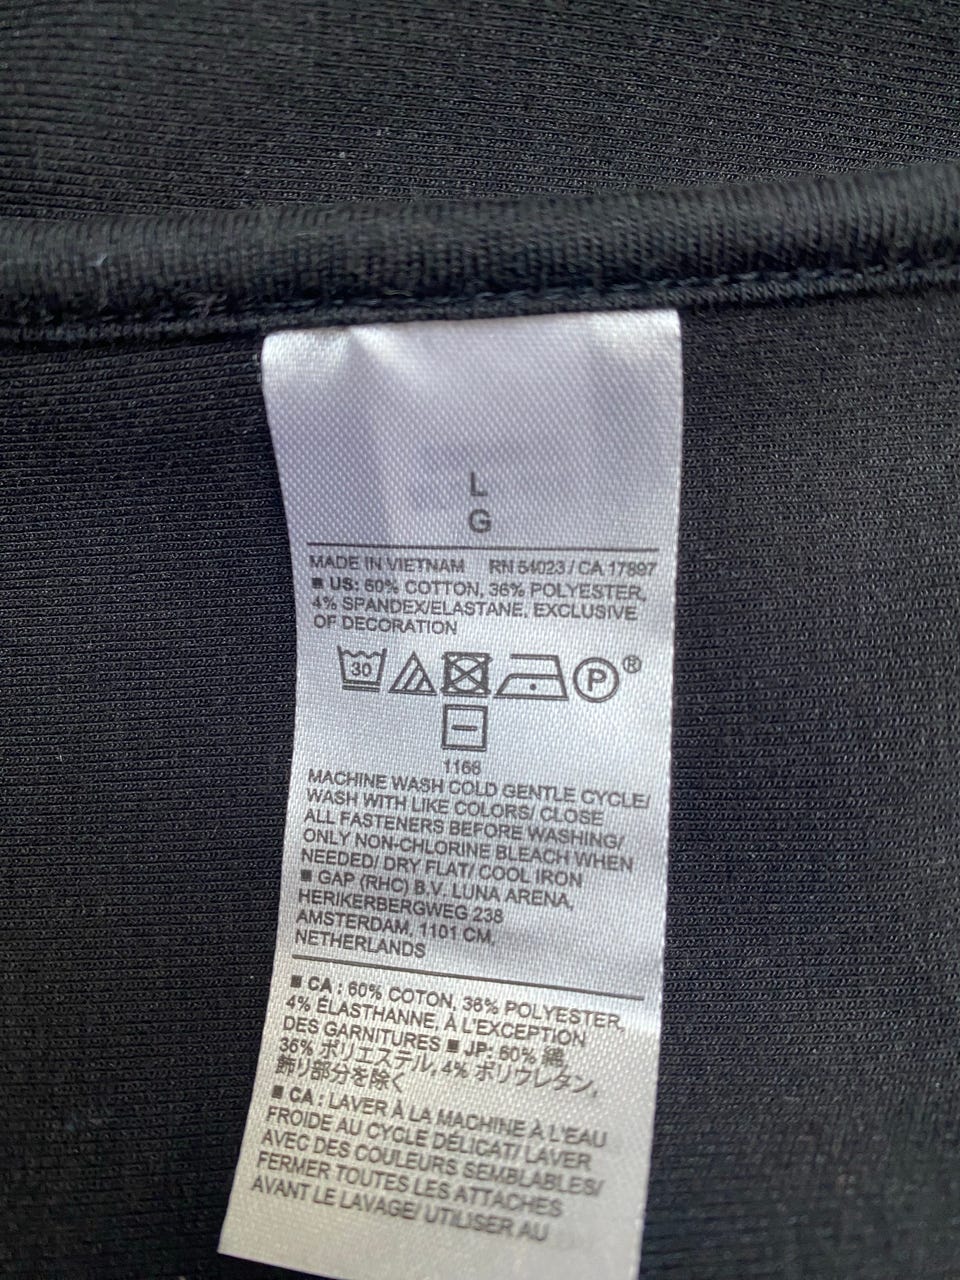 L
G
MADE IN VIETNAM RN 54023 / CA 17897
■ US: 60% COTTON, 36% POLYESTER,
4% SPANDEX/ELASTANE, EXCLUSIVE
OF DECORATION
30 P ®
1166
MACHINE WASH COLD GENTLE CYCLE/
WASH WITH LIKE COLORS/ CLOSE
ALL FASTENERS BEFORE WASHING/
ONLY NON-CHLORINE BLEACH WHEN
NEEDED/ DRY FLAT/ COOL IRON
■ GAP (RHC) B.V. LUNA ARENA,
HERIKERBERGWEG 238
AMSTERDAM, 1101 CM,
NETHERLANDS
■ CA : 60% COTON, 36% POLYESTER,
4% ÉLASTHANNE, À L'EXCEPTION
DES GARNITURES ■ JP: 60% 綿,
36% ポリエステル, 4% ポリウレタン,
飾り部分を除く
■ CA : LAVER À LA MACHINE À L'EAU
FROIDE AU CYCLE DÉLICAT/ LAVER
AVEC DES COULEURS SEMBLABLES/
FERMER TOUTES LES ATTACHES
AVANT LE LAVAGE/ UTILISER AU